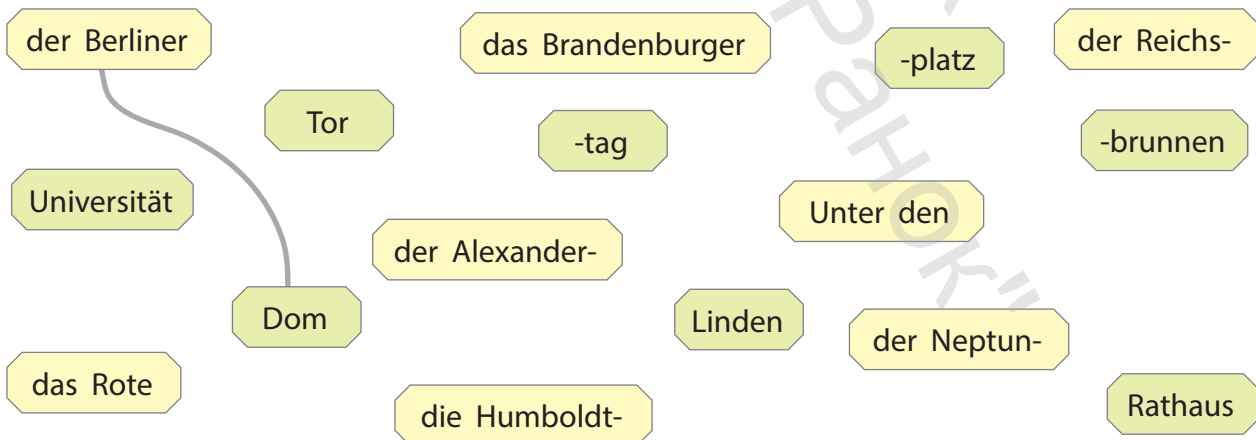 der Berliner
das Brandenburger
-platz
der Reichs-
Tor
-tag
-brunnen
Universität
Unter den
der Alexander-
Dom
Linden
der Neptun-
das Rote
die Humboldt-
Rathaus
Ранок"